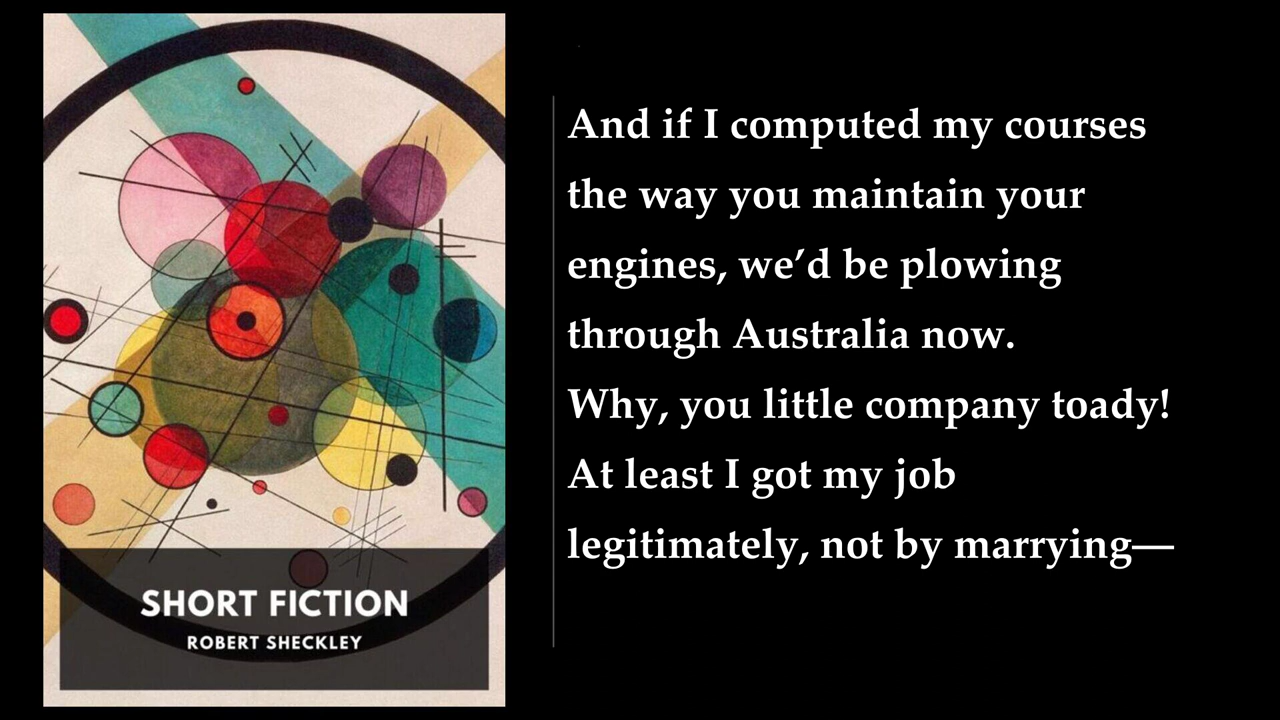 SHORT FICTION
ROBERT SHECKLEY
And if I computed my courses
the way you maintain your
engines, we’d be plowing
through Australia now.
Why, you little company toady!
At least I got my job
legitimately, not by marrying—